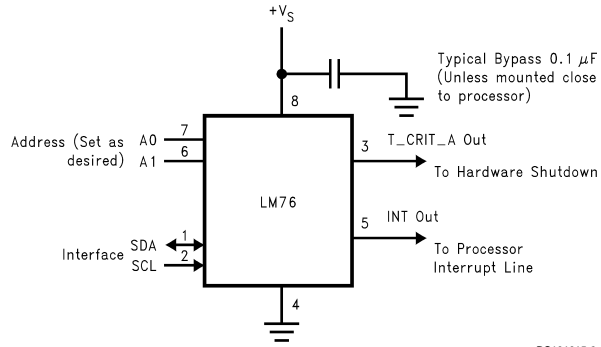 +VS
Typical Bypass 0.1 μF
(Unless mounted close
to processor)
8
Address (Set as
desired)
A0
7
A1
6
3
T_CRIT_A Out
To Hardware Shutdown
LM76
5
INT Out
To Processor
Interrupt Line
Interface
SDA
1
SCL
2
4